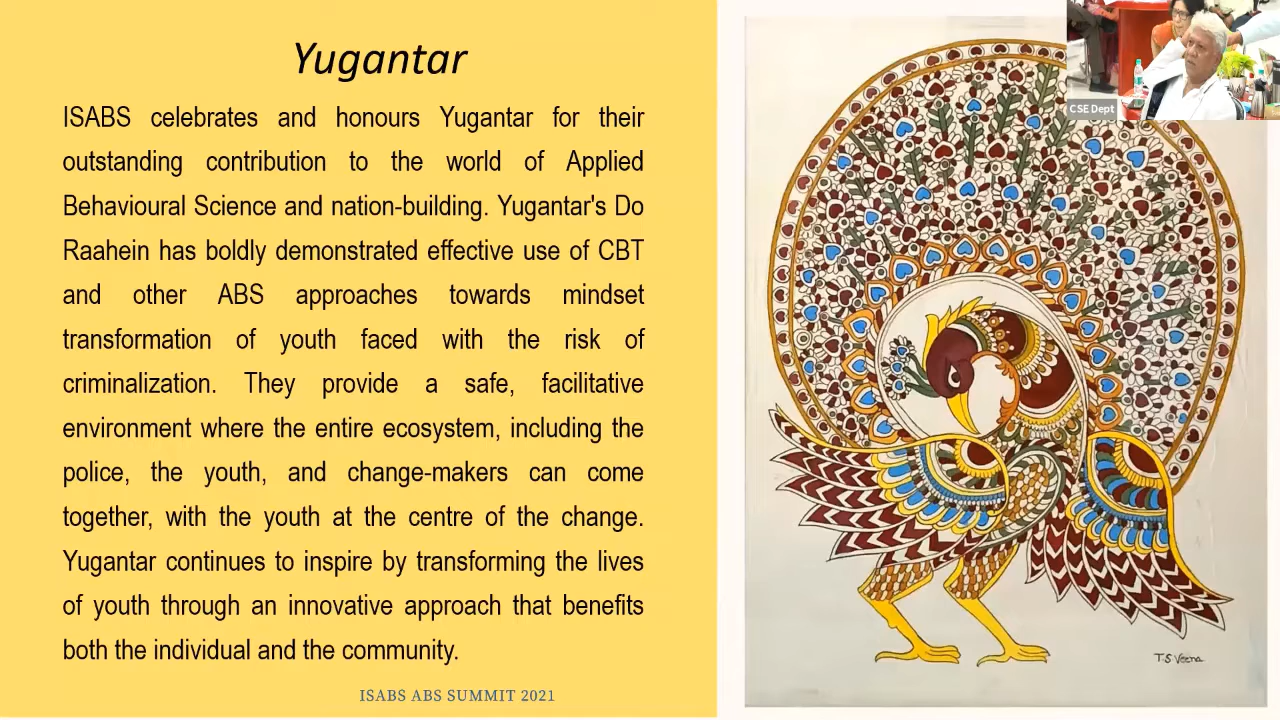 Yugantar
ISABS celebrates and honours Yugantar for their
outstanding contribution to the world of Applied
Behavioural Science and nation-building. Yugantar's Do
Raahein has boldly demonstrated effective use of CBT
and other ABS approaches towards mindset
transformation of youth faced with the risk of
criminalization. They provide a safe, facilitative
environment where the entire ecosystem, including the
police, the youth, and change-makers can come
together, with the youth at the centre of the change.
Yugantar continues to inspire by transforming the lives
of youth through an innovative approach that benefits
both the individual and the community.
ISABS ABS SUMMIT 2021
CSE Dept
T.S Veena